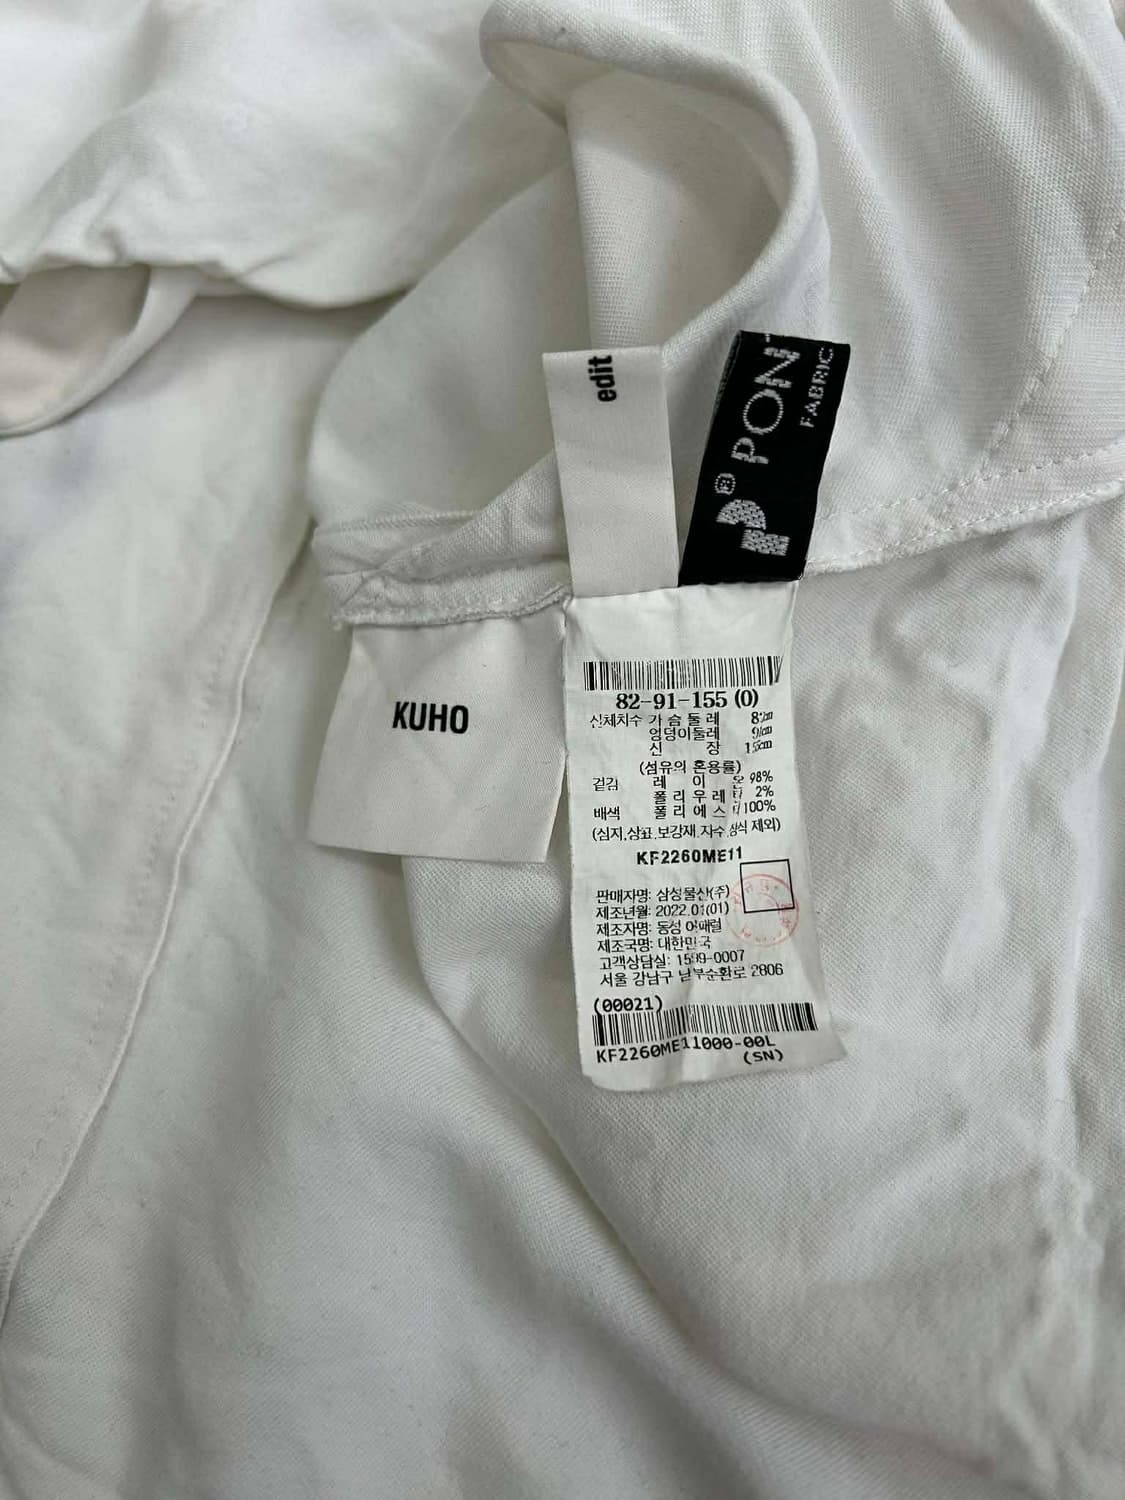 edit
PONT
FABRIC
KUHO
82-91-155 (0)
신체치수 가 슴 둘 레
엉덩이둘레
신 장 155cm
(섬유의 혼용률)
겉감 레 이 온 98%
폴 리 우 레 탄 2%
배색 폴 리 에 스 터 100%
(심지,상표,보강재,자수,장식 제외)
KF2260ME11
판매자명: 삼성물산(주)
제조년월: 2022.01(01)
제조자명: 동성 어패럴
제조국명: 대한민국
고객상담실: 1599-0007
서울 강남구 남부순환로 2806
(00021)
KF2260ME11000-00L
(SN)